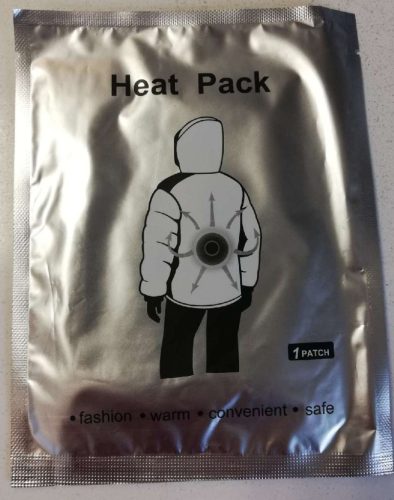 Heat Pack
1 PATCH
• fashion • warm • convenient • safe